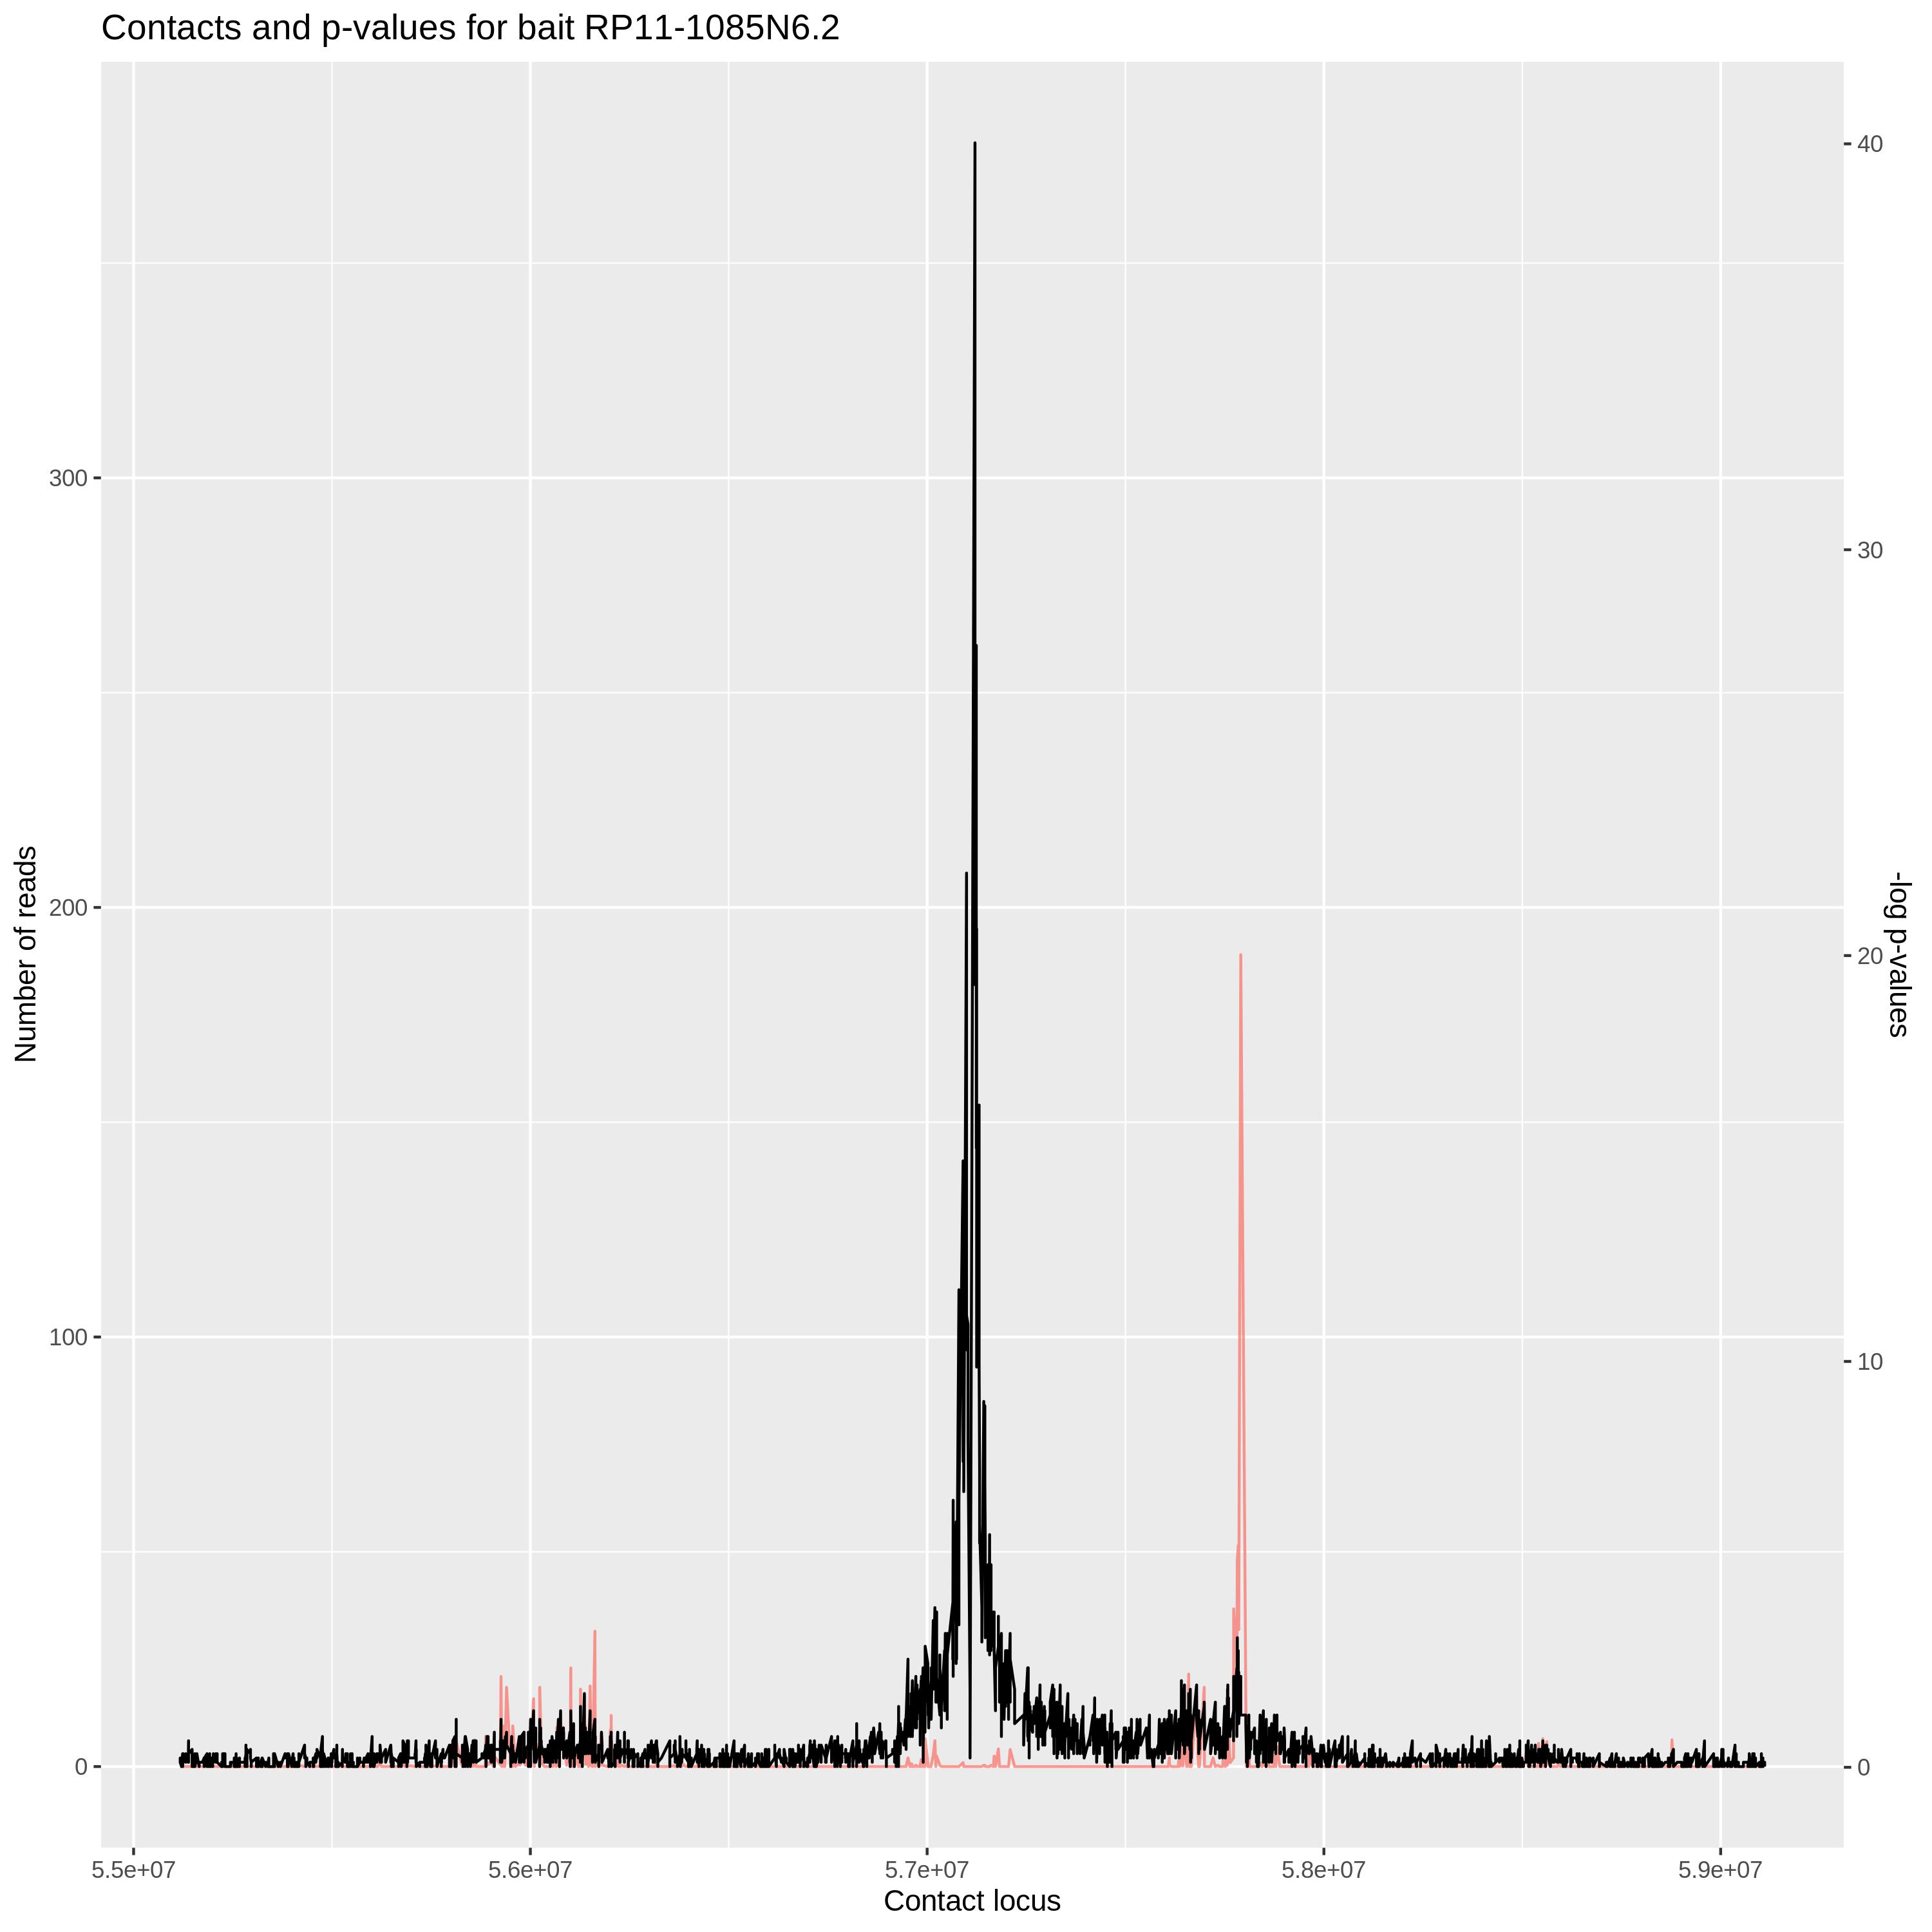 Contacts and p-values for bait RP11-1085N6.2
Number of reads
300
200
100
0
40
30
20
10
0
-log p-values
5.5e+07 5.6e+07 5.7e+07 5.8e+07 5.9e+07
Contact locus